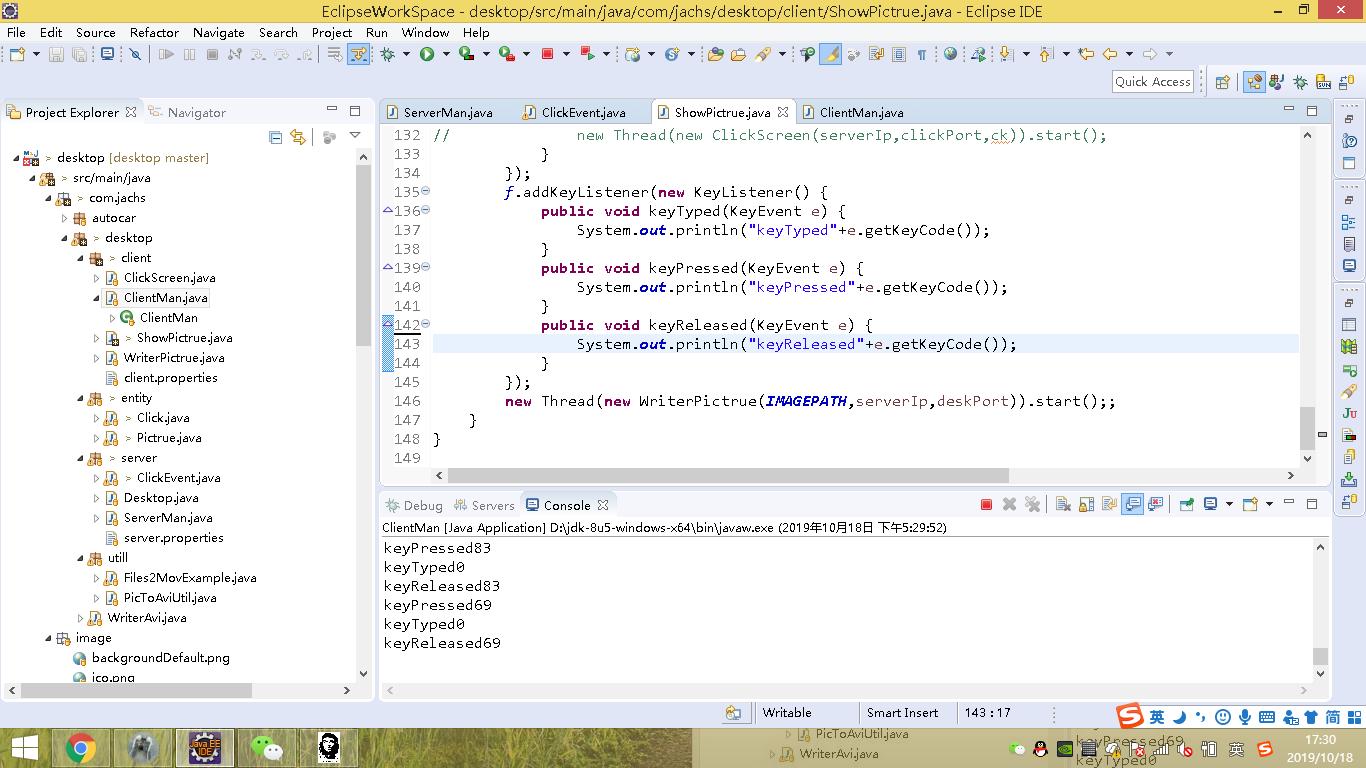 EclipseWorkSpace - desktop/src/main/java/com/jachs/desktop/client/ShowPictrue.java - Eclipse IDE
File Edit Source Refactor Navigate Search Project Run Window Help
Quick Access
Project Explorer Navigator
> desktop [desktop master]
> src/main/java
> com.jachs
autocar
> desktop
> client
ClickScreen.java
ClientMan.java
ClientMan
> ShowPictrue.java
WriterPictrue.java
client.properties
> entity
> Click.java
> Pictrue.java
> server
> ClickEvent.java
Desktop.java
ServerMan.java
server.properties
utill
Files2MovExample.java
PicToAviUtil.java
WriterAvi.java
image
backgroundDefault.png
ico.png
ServerMan.java ClickEvent.java ShowPictrue.java ClientMan.java
132 // new Thread(new ClickScreen(serverIp,clickPort,ck)).start();
133 }
134 });
135 f.addKeyListener(new KeyListener() {
136 public void keyTyped(KeyEvent e) {
137 System.out.println("keyTyped"+e.getKeyCode());
138 }
139 public void keyPressed(KeyEvent e) {
140 System.out.println("keyPressed"+e.getKeyCode());
141 }
142 public void keyReleased(KeyEvent e) {
143 System.out.println("keyReleased"+e.getKeyCode());
144 }
145 });
146 new Thread(new WriterPictrue(IMAGEPATH,serverIp,deskPort)).start();;
147 }
148 }
149
Debug Servers Console
ClientMan [Java Application] D:\jdk-8u5-windows-x64\bin\javaw.exe (2019年10月18日 下午5:29:52)
keyPressed83
keyTyped0
keyReleased83
keyPressed69
keyTyped0
keyReleased69
Writable Smart Insert 143 : 17
英 简
Java EE
IDE
PicToAviUtil.java
WriterAvi.java
keyPressed69
keyTyped0
英
17:30
2019/10/18